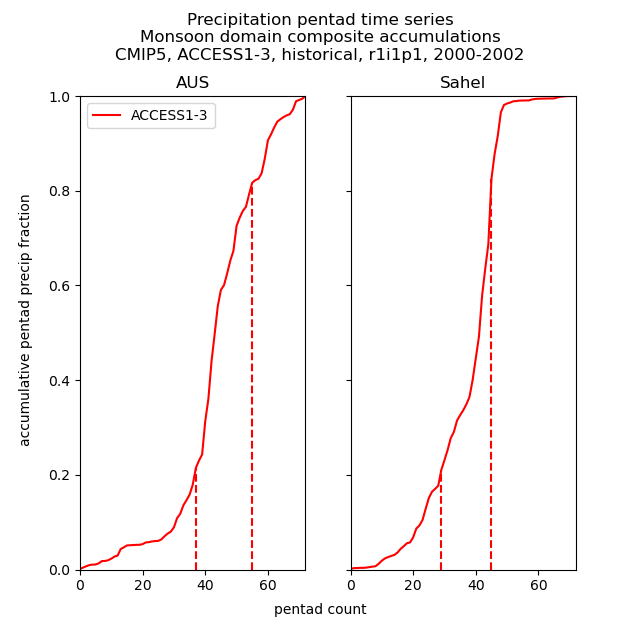 Precipitation pentad time series
Monsoon domain composite accumulations
CMIP5, ACCESS1-3, historical, r1i1p1, 2000-2002
AUS
Sahel
ACCESS1-3
accumulative pentad precip fraction
1.0
0.8
0.6
0.4
0.2
0.0
0 20 40 60
0 20 40 60
pentad count